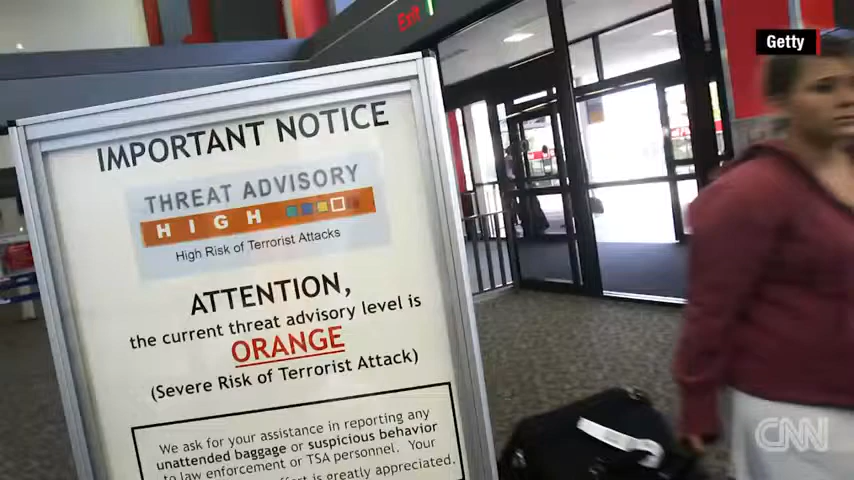 Exit
Getty
IMPORTANT NOTICE
THREAT ADVISORY
HIGH
High Risk of Terrorist Attacks
ATTENTION,
the current threat advisory level is
ORANGE
(Severe Risk of Terrorist Attack)
We ask for your assistance in reporting any
unattended baggage or suspicious behavior
to law enforcement or TSA personnel. Your
is greatly appreciated.
CNN